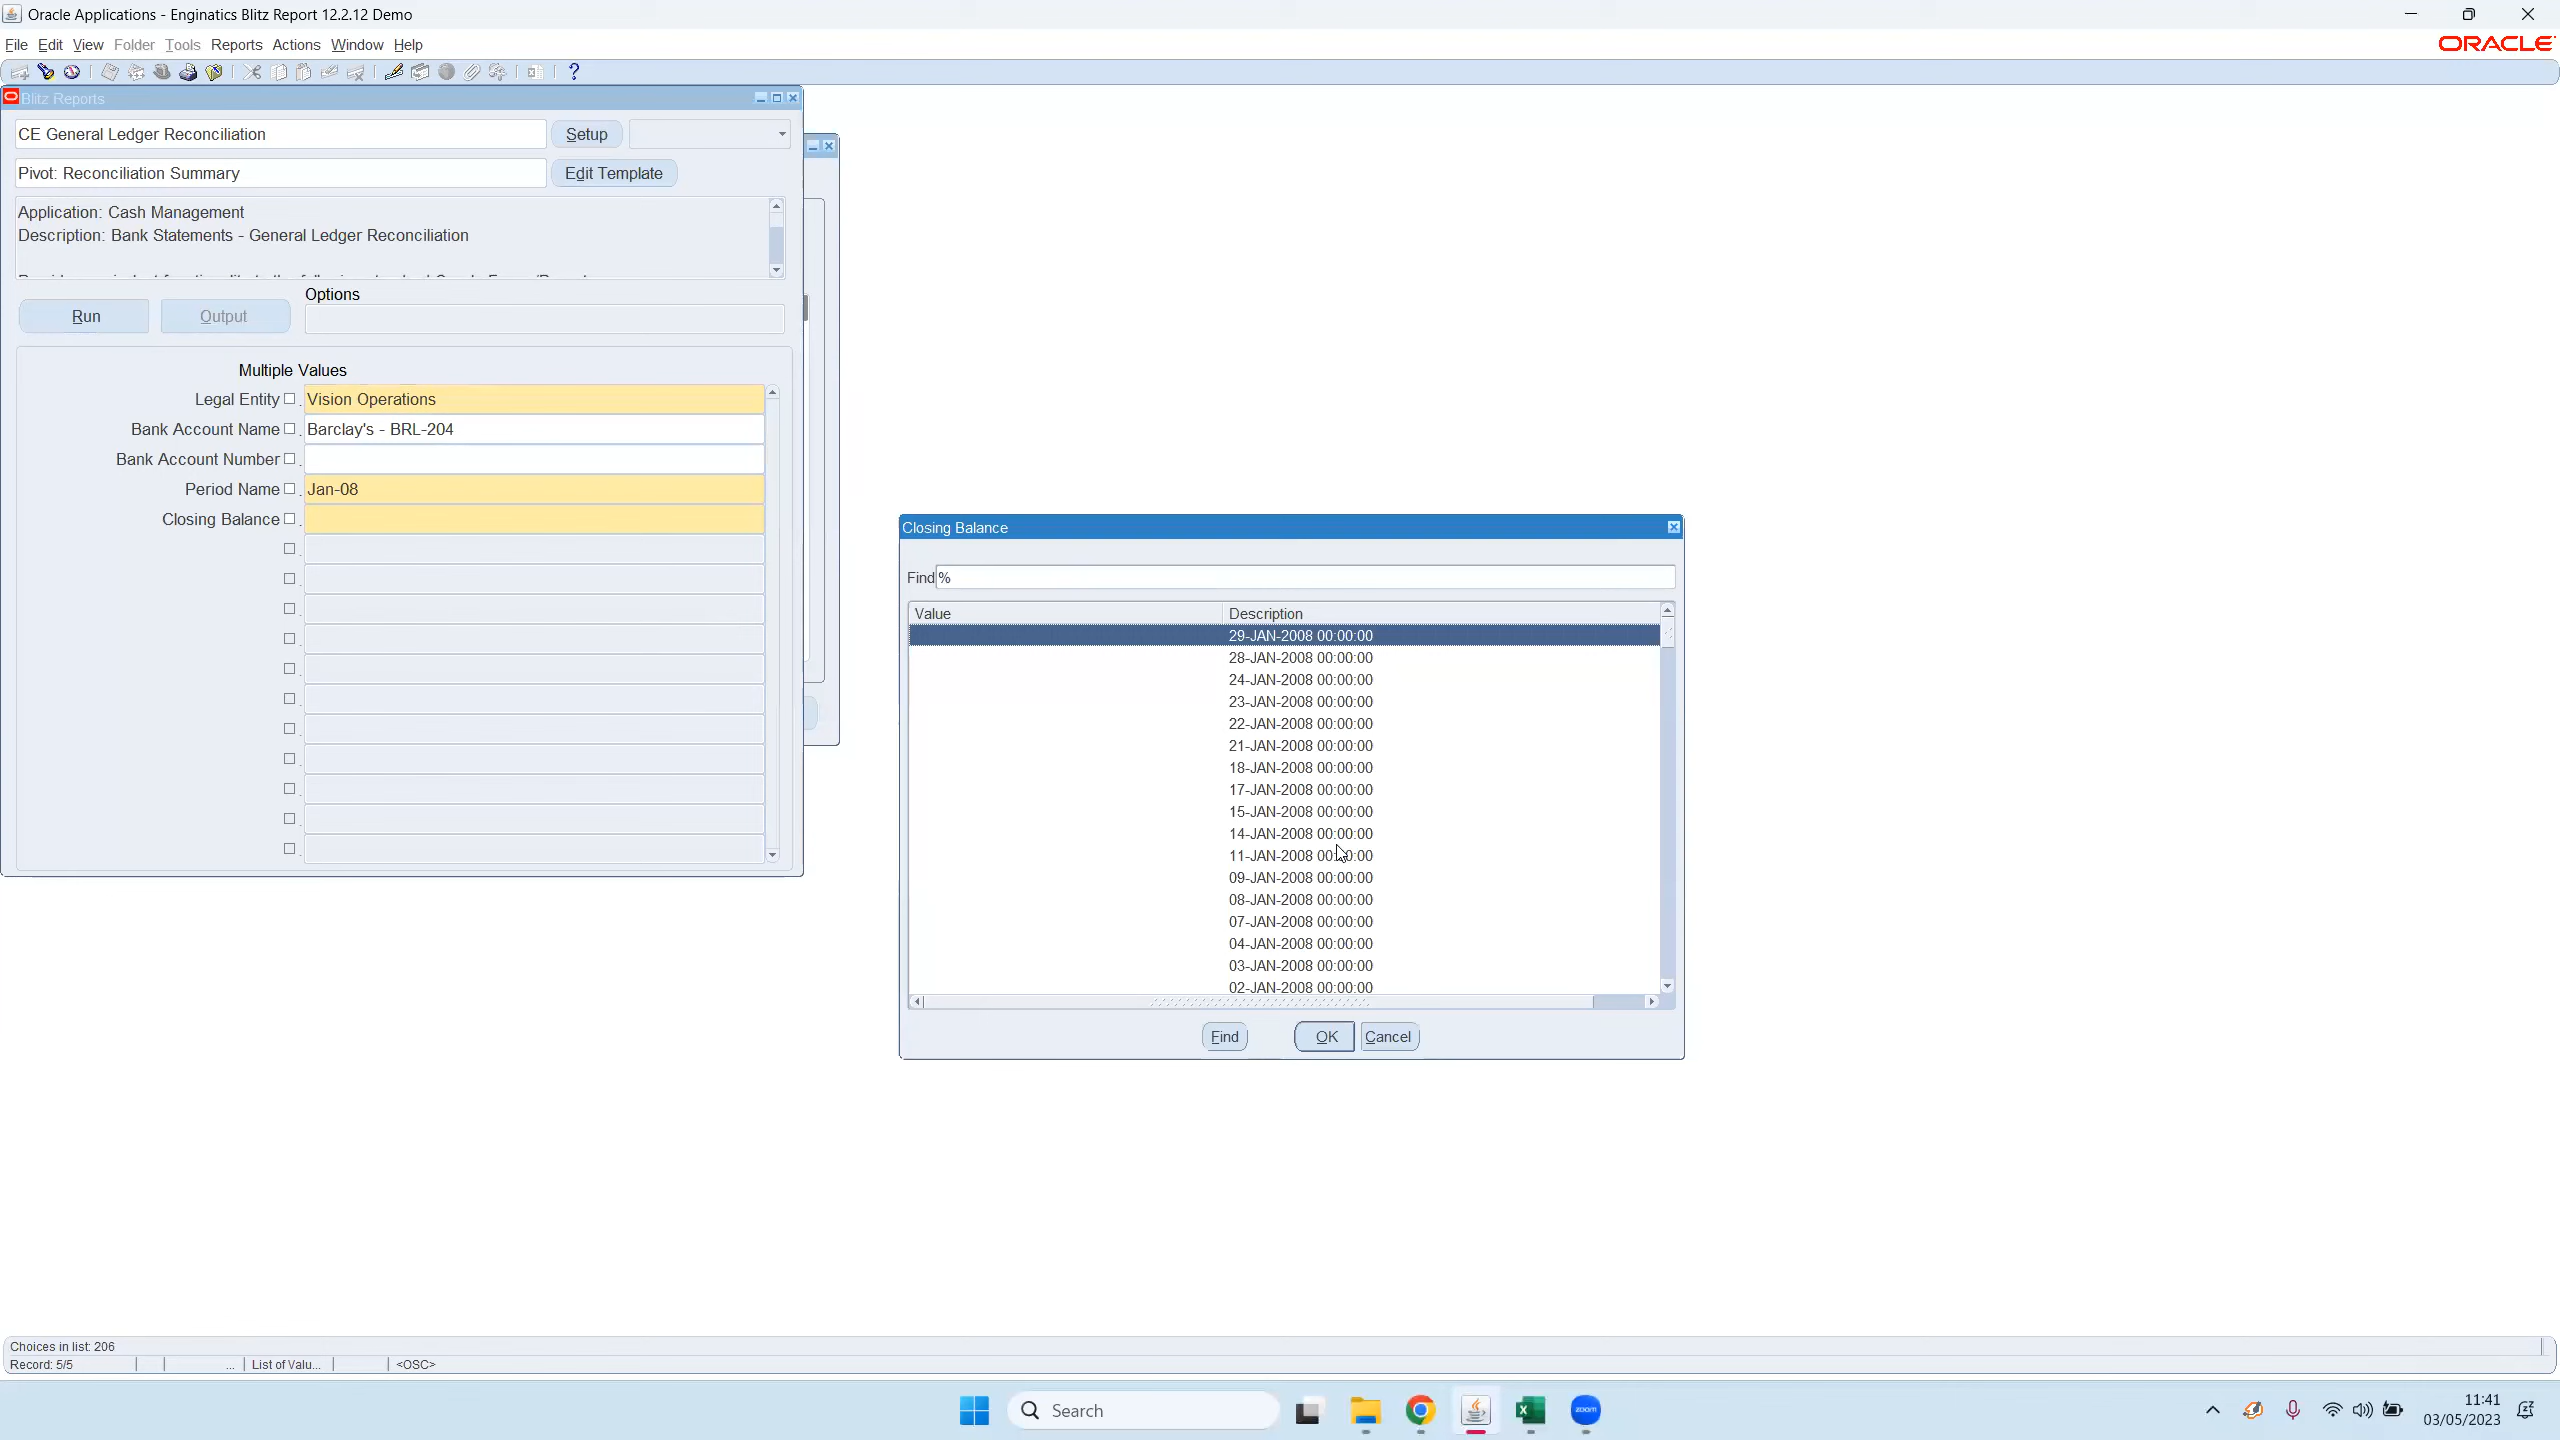 Oracle Applications - Enginatics Blitz Report 12.2.12 Demo
File Edit View Folder Tools Reports Actions Window Help
ORACLE
Blitz Reports
CE General Ledger Reconciliation
Setup
Pivot: Reconciliation Summary
Edit Template
Application: Cash Management
Description: Bank Statements - General Ledger Reconciliation
Options
Run
Output
Multiple Values
Legal Entity Vision Operations
Bank Account Name Barclay's - BRL-204
Bank Account Number
Period Name Jan-08
Closing Balance
Closing Balance
Find %
Value Description
29-JAN-2008 00:00:00
28-JAN-2008 00:00:00
24-JAN-2008 00:00:00
23-JAN-2008 00:00:00
22-JAN-2008 00:00:00
21-JAN-2008 00:00:00
18-JAN-2008 00:00:00
17-JAN-2008 00:00:00
15-JAN-2008 00:00:00
14-JAN-2008 00:00:00
11-JAN-2008 00:00:00
09-JAN-2008 00:00:00
08-JAN-2008 00:00:00
07-JAN-2008 00:00:00
04-JAN-2008 00:00:00
03-JAN-2008 00:00:00
02-JAN-2008 00:00:00
Find OK Cancel
Choices in list: 206
Record: 5/5 ... List of Valu... <OSC>
Search
zoom
11:41
03/05/2023